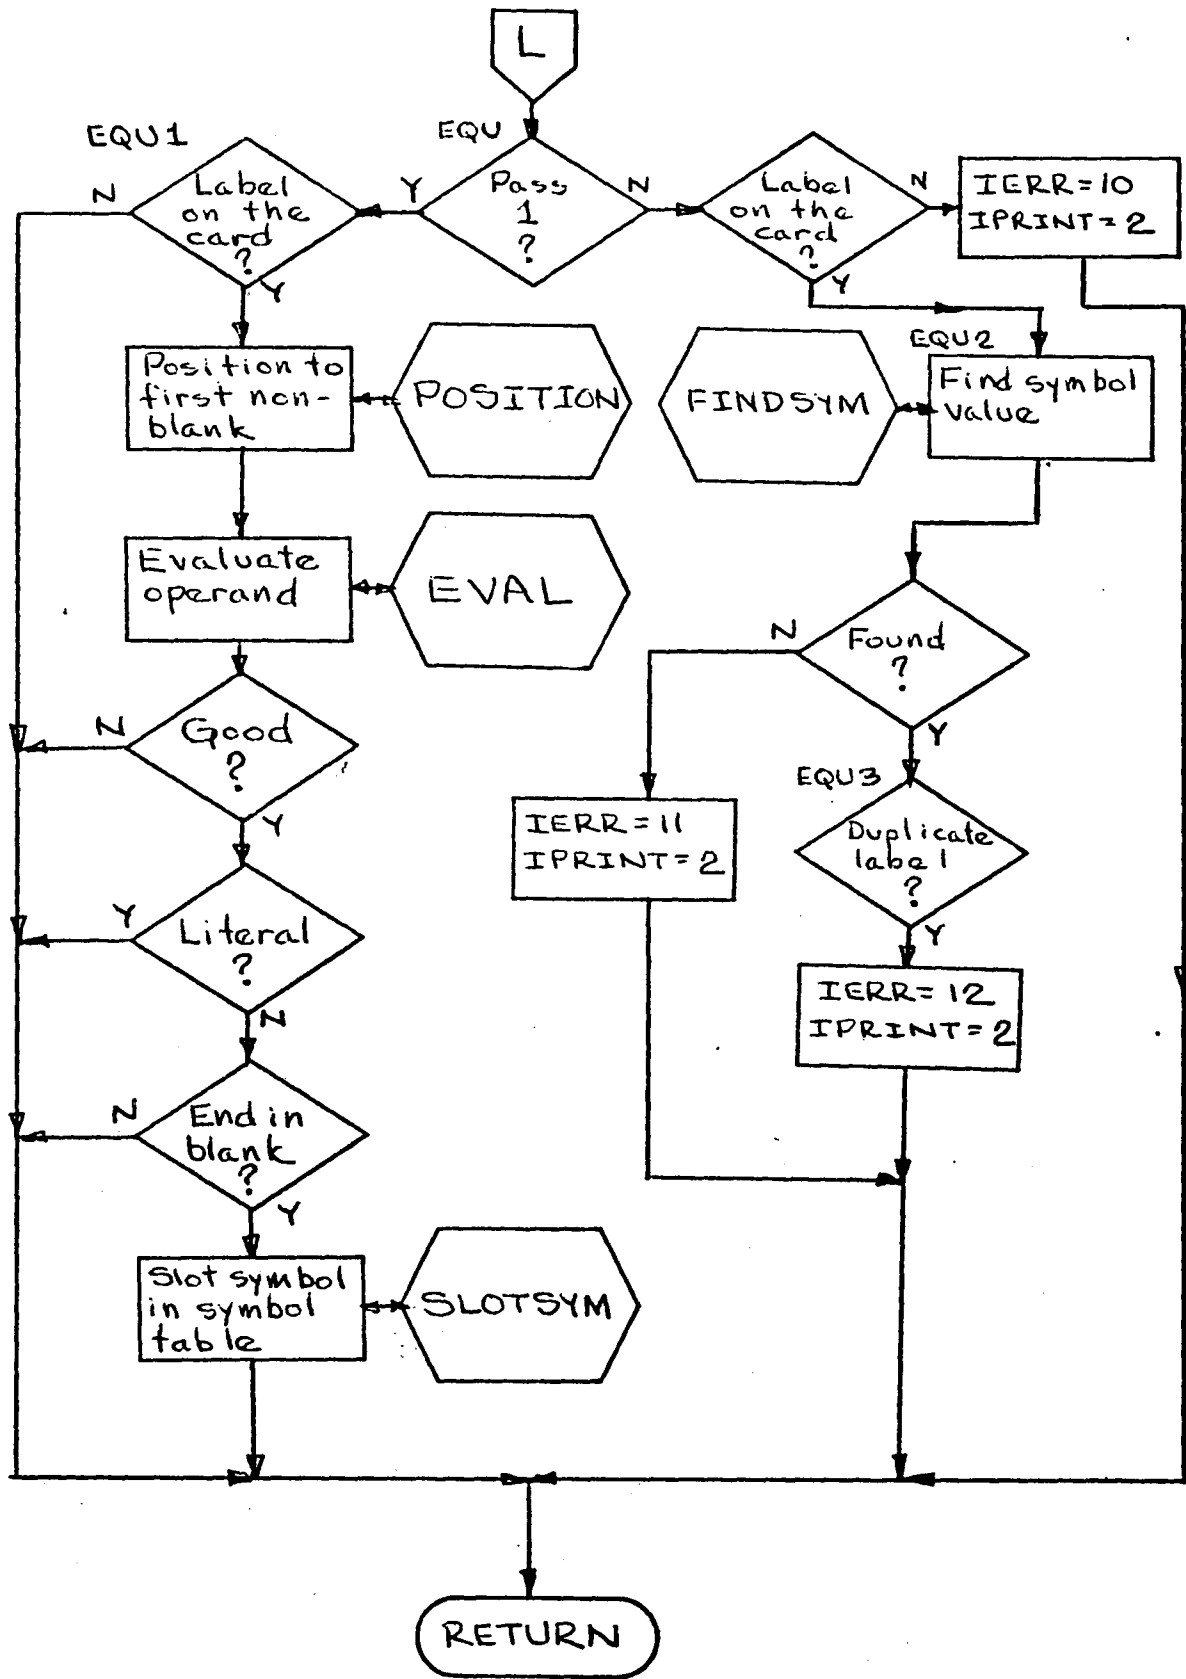 L
EQU1
EQU
N
Label
on the
card
?
Y
Y
Pass
1
?
N
Label
on the
card
?
Y
N
IERR=10
IPRINT=2
Position to
first non-
blank
POSITION
FINDSYM
EQU2
Find symbol
value
Evaluate
operand
EVAL
N
Good
?
Y
N
Found
?
Y
IERR=11
IPRINT=2
EQU3
Duplicate
label
?
Y
Y
Literal
?
N
IERR=12
IPRINT=2
N
End in
blank
?
Y
Slot symbol
in symbol
table
SLOTSYM
RETURN